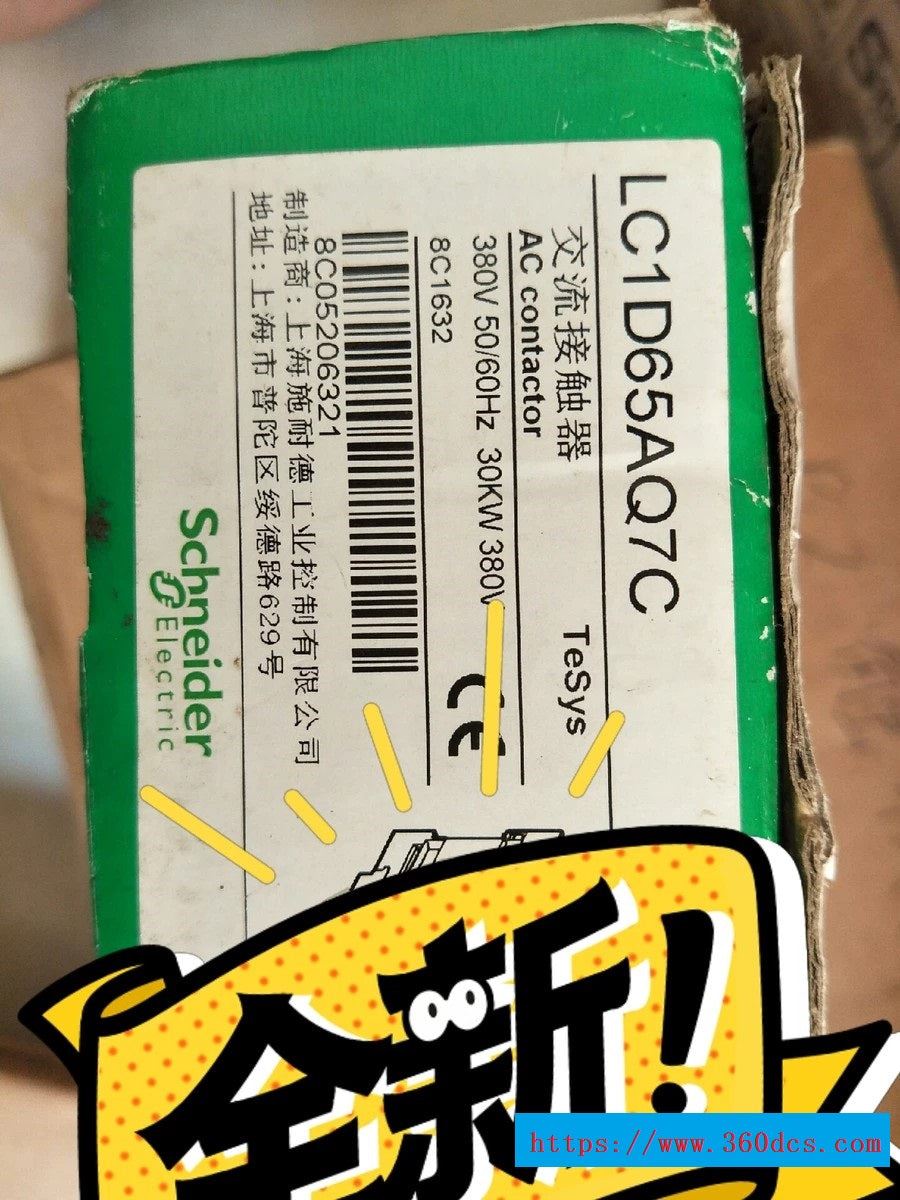 LC1D65AQ7C
交流接触器 TeSys
AC contactor
380V 50/60Hz 30KW 380V
8C1632
CE
8C05206321
制造商:上海施耐德工业控制有限公司
地址:上海市普陀区绥德路629号
Schneider
Electric
全新!
https://www.360dcs.com